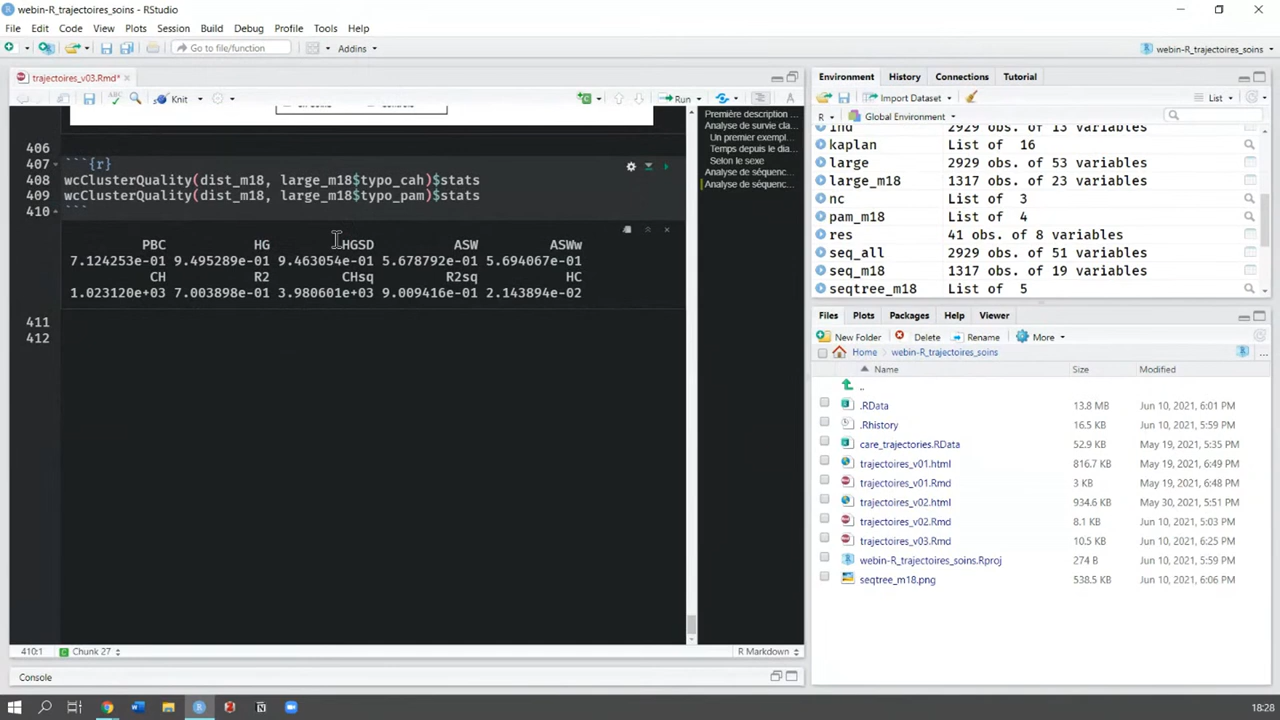 webin-R_trajectoires_soins - RStudio
File Edit Code View Plots Session Build Debug Profile Tools Help
Go to file/function Addins webin-R_trajectoires_soins
trajectoires_v03.Rmd*
Knit Run
406
407 ```{r}
408 wcClusterQuality(dist_m18, large_m18$typo_cah)$stats
409 wcClusterQuality(dist_m18, large_m18$typo_pam)$stats
410 ```
PBC HG HGSD ASW ASWw
7.124253e-01 9.495289e-01 9.463054e-01 5.678792e-01 5.694067e-01
CH R2 CHsq R2sq HC
1.023120e+03 7.003898e-01 3.980601e+03 9.009416e-01 2.143894e-02
411
412
410:1 Chunk 27 R Markdown
Console
Première description
Analyse de survie cla...
Un premier exempl...
Temps depuis le dia...
Selon le sexe
Analyse de séquenc...
Analyse de séquenc...
Environment History Connections Tutorial
Import Dataset List
R Global Environment
ind 2929 obs. of 13 variables
kaplan List of 16
large 2929 obs. of 53 variables
large_m18 1317 obs. of 23 variables
nc List of 3
pam_m18 List of 4
res 41 obs. of 8 variables
seq_all 2929 obs. of 51 variables
seq_m18 1317 obs. of 19 variables
seqtree_m18 List of 5
Files Plots Packages Help Viewer
New Folder Delete Rename More
Home webin-R_trajectoires_soins
Name Size Modified
..
.RData 13.8 MB Jun 10, 2021, 6:01 PM
.Rhistory 16.5 KB Jun 10, 2021, 5:59 PM
care_trajectories.RData 52.9 KB May 19, 2021, 5:35 PM
trajectoires_v01.html 816.7 KB May 19, 2021, 6:49 PM
trajectoires_v01.Rmd 3 KB May 19, 2021, 6:48 PM
trajectoires_v02.html 934.6 KB May 30, 2021, 5:51 PM
trajectoires_v02.Rmd 8.1 KB Jun 10, 2021, 5:03 PM
trajectoires_v03.Rmd 10.5 KB Jun 10, 2021, 6:25 PM
webin-R_trajectoires_soins.Rproj 274 B Jun 10, 2021, 5:59 PM
seqtree_m18.png 538.5 KB Jun 10, 2021, 6:06 PM
18:28